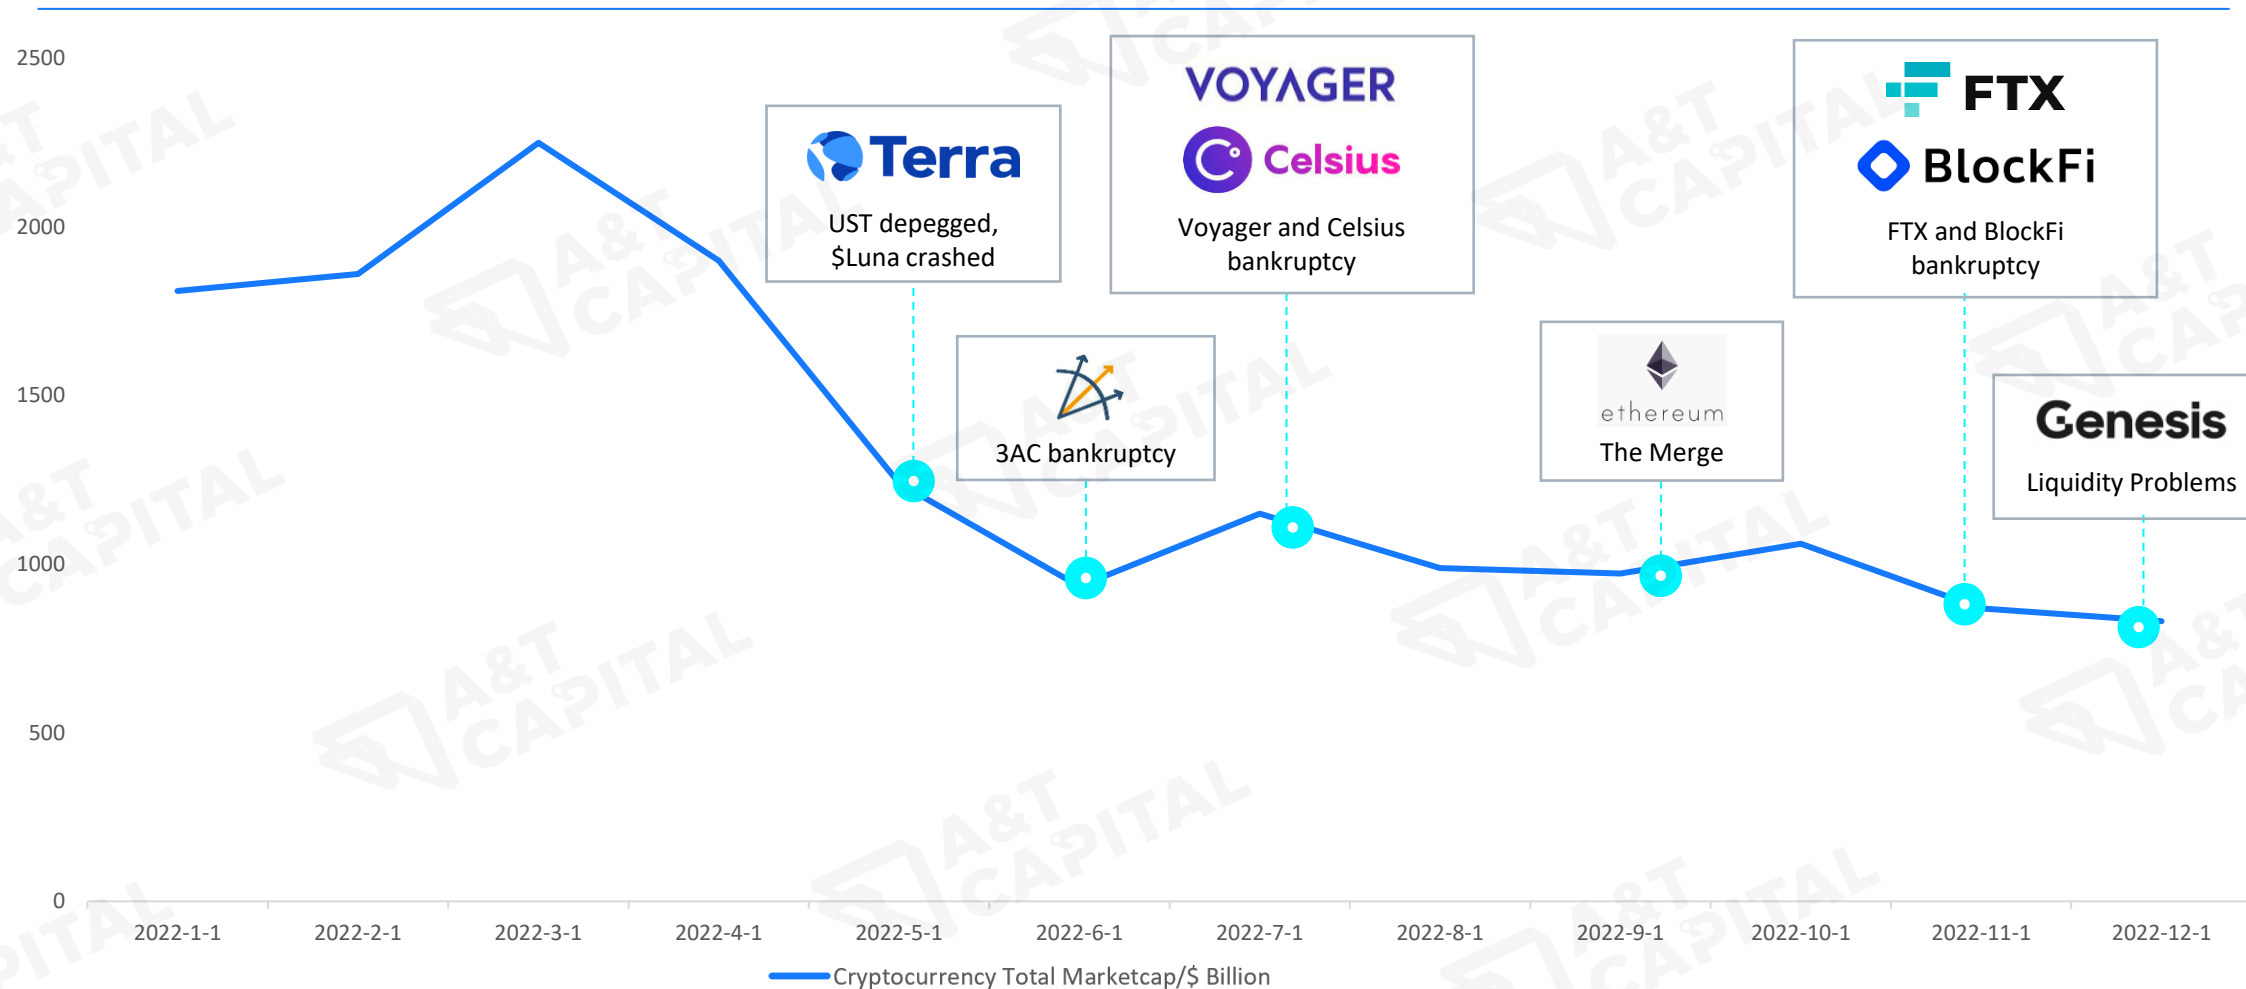 2500
2000
1500
1000
500
0
Terra
UST depegged,
$Luna crashed
3AC bankruptcy
VOYAGER
Celsius
Voyager and Celsius
bankruptcy
ethereum
The Merge
FTX
BlockFi
FTX and BlockFi
bankruptcy
Genesis
Liquidity Problems
2022-1-1
2022-2-1
2022-3-1
2022-4-1
2022-5-1
2022-6-1
2022-7-1
2022-8-1
2022-9-1
2022-10-1
2022-11-1
2022-12-1
Cryptocurrency Total Marketcap/$ Billion
A&T
CAPITAL